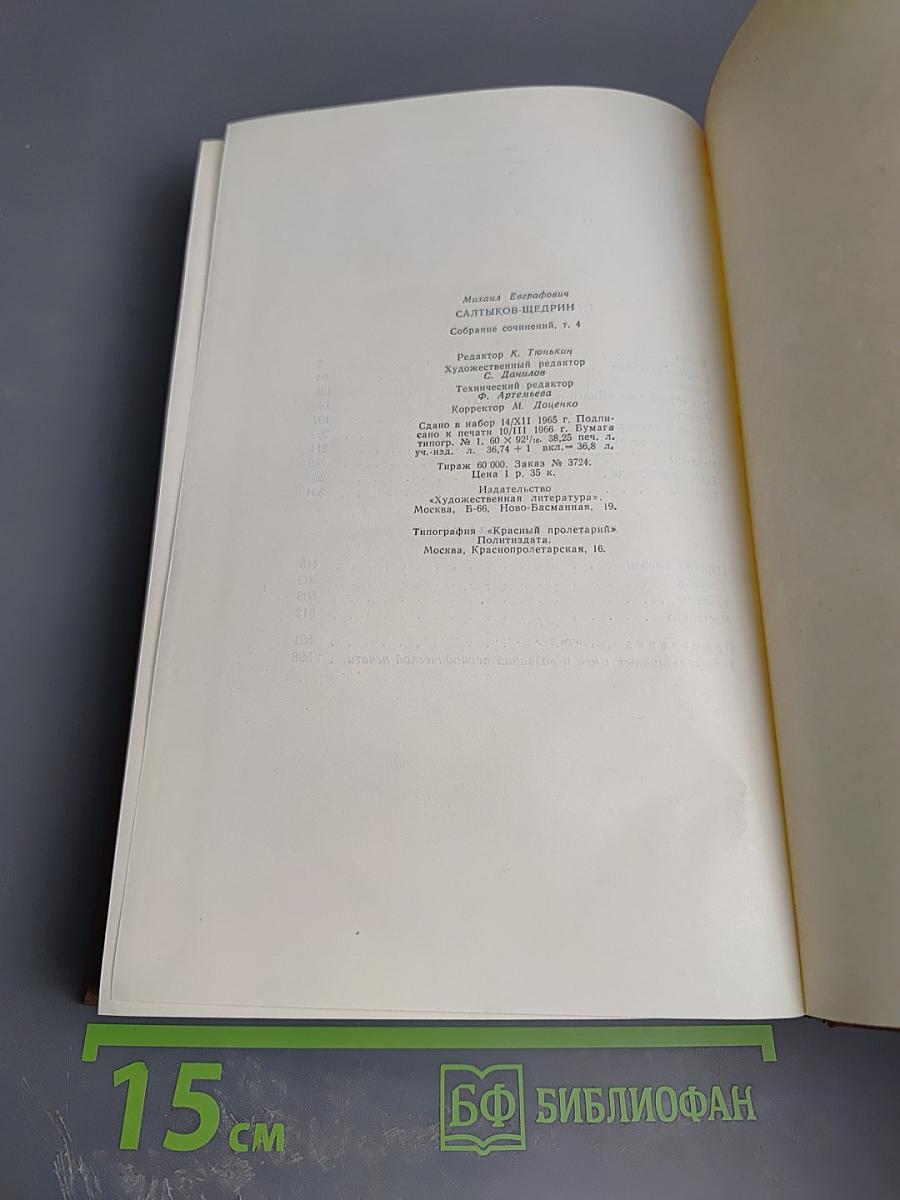 Михаил Евграфович
САЛТЫКОВ-ЩЕДРИН
Собрание сочинений, т. 4
Редактор К. Тюнькин
Художественный редактор
С. Данилов
Технический редактор
Ф. Артемьева
Корректор М. Доценко
Сдано в набор 14/XII 1965 г. Подпи-
сано к печати 10/III 1966 г. Бумага
типогр. № 1, 60 × 92¹/₁₆. 38,25 печ. л.
уч.-изд. л. 36,74 + 1 вкл. = 36,8 л.
Тираж 60 000. Заказ № 3724.
Цена 1 р. 35 к.
Издательство
«Художественная литература».
Москва, Б-66, Ново-Басманная, 19.
Типография «Красный пролетарий»
Политиздата.
Москва, Краснопролетарская, 16.
15 см
БФ БИБЛИОФАН